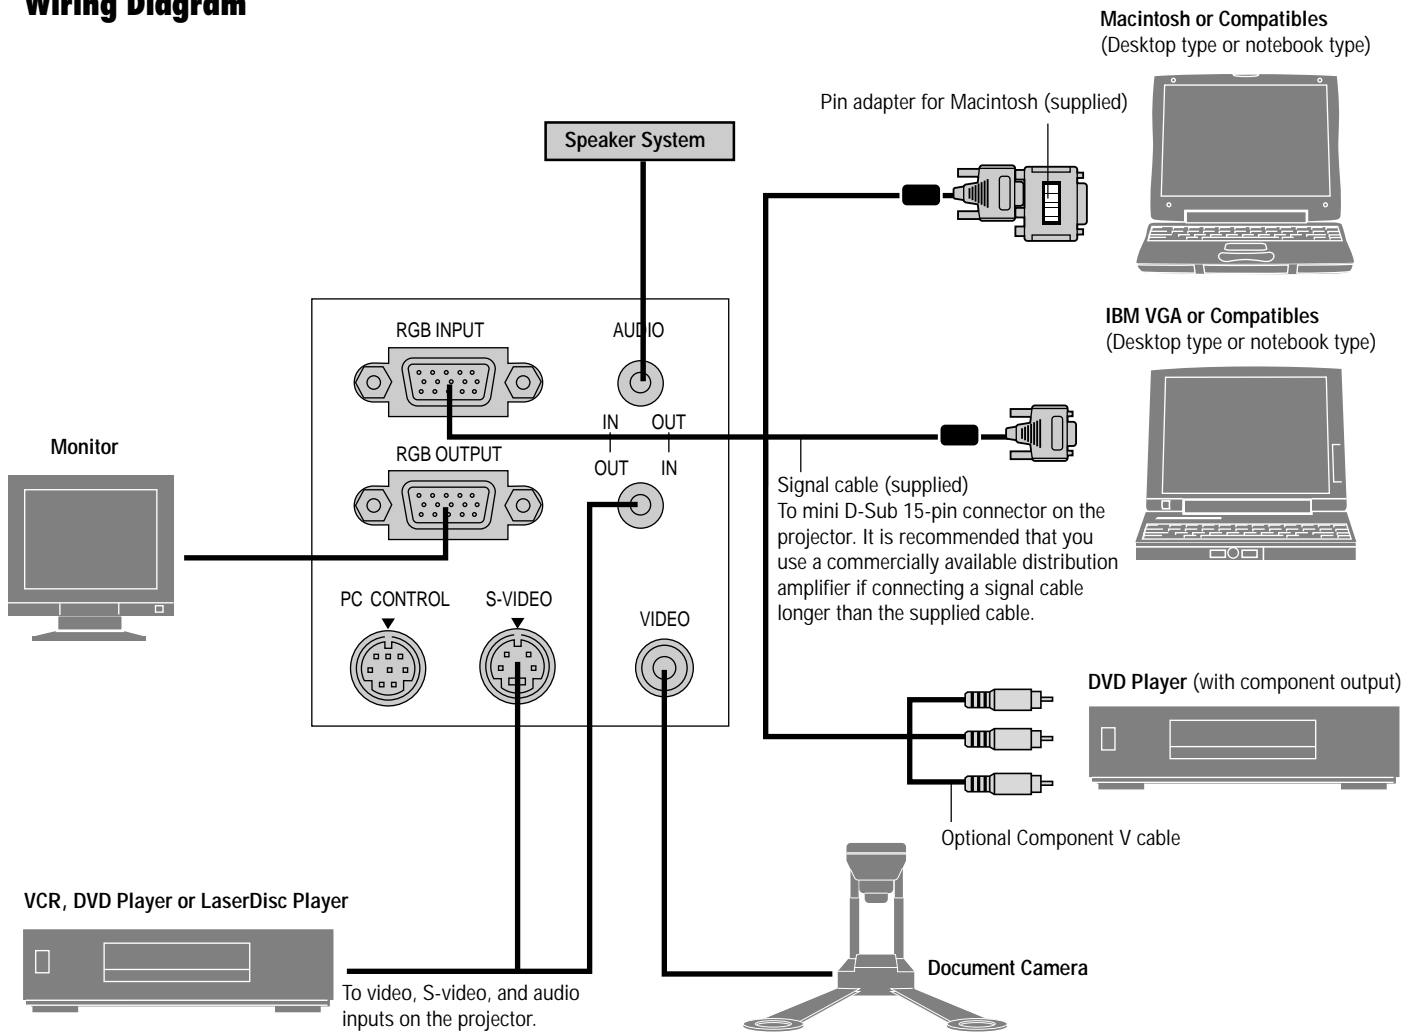 Wiring Diagram
Macintosh or Compatibles
(Desktop type or notebook type)
Pin adapter for Macintosh (supplied)
Speaker System
IBM VGA or Compatibles
(Desktop type or notebook type)
RGB INPUT
AUDIO
IN
OUT
Monitor
RGB OUTPUT
OUT
IN
Signal cable (supplied)
To mini D-Sub 15-pin connector on the
projector. It is recommended that you
use a commercially available distribution
amplifier if connecting a signal cable
longer than the supplied cable.
PC CONTROL
S-VIDEO
VIDEO
DVD Player (with component output)
Optional Component V cable
VCR, DVD Player or LaserDisc Player
Document Camera
To video, S-video, and audio
inputs on the projector.